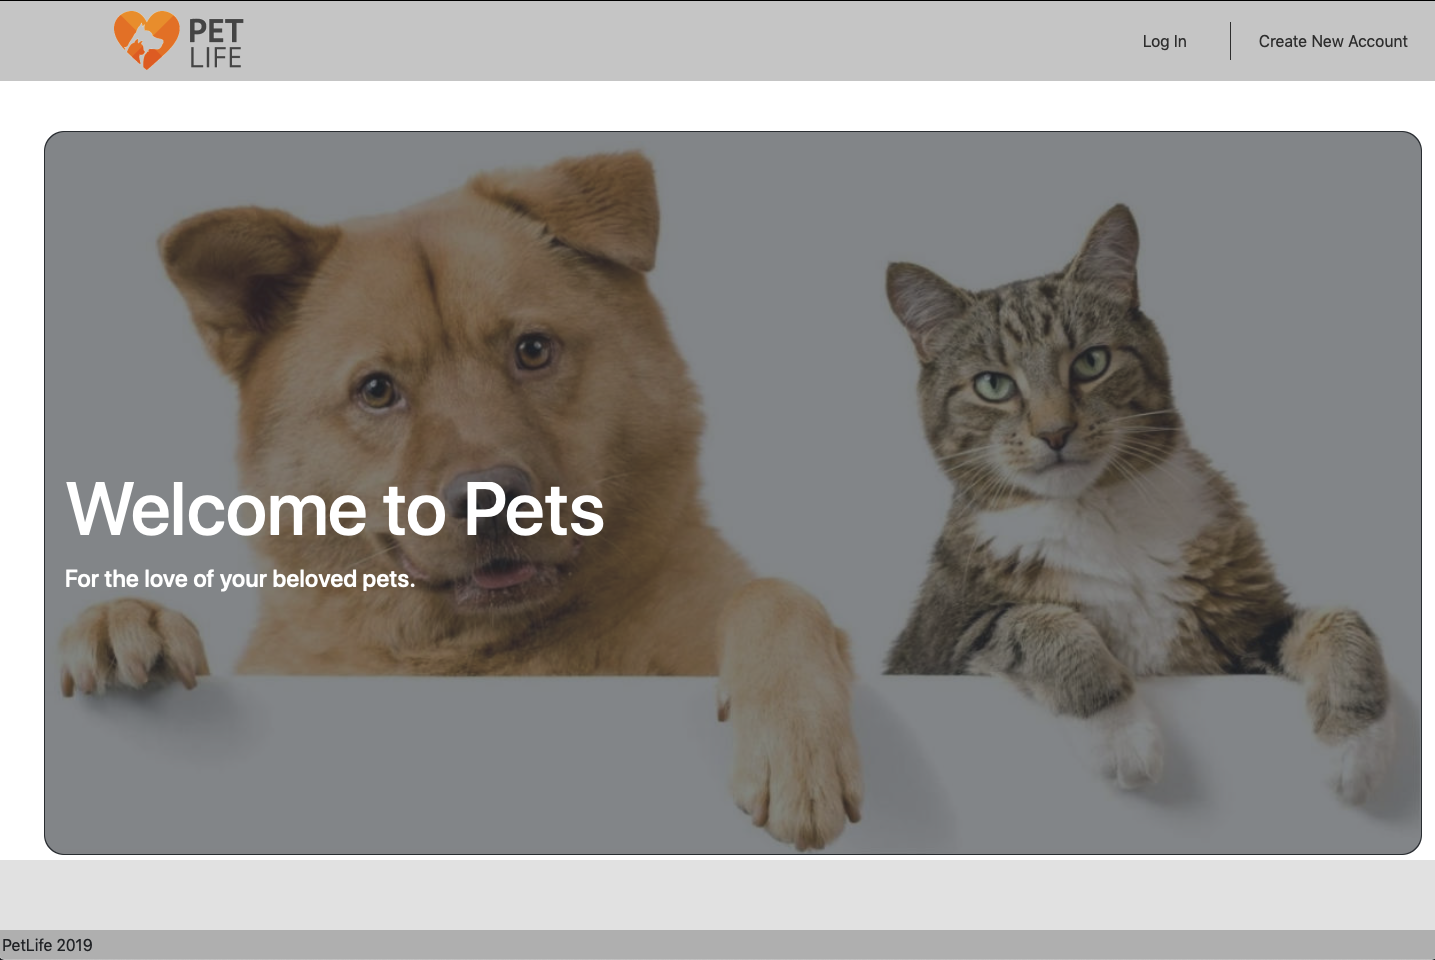 PET
LIFE
Log In
Create New Account
Welcome to Pets
For the love of your beloved pets.
PetLife 2019